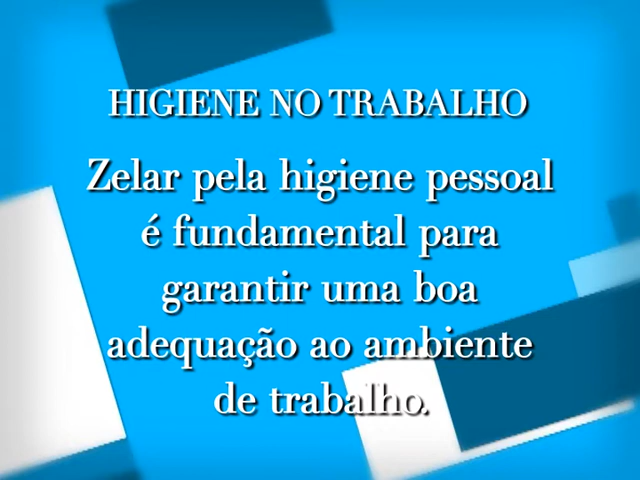 HIGIENE NO TRABALHO
Zelar pela higiene pessoal
é fundamental para
garantir uma boa
adequação ao ambiente
de trabalho.